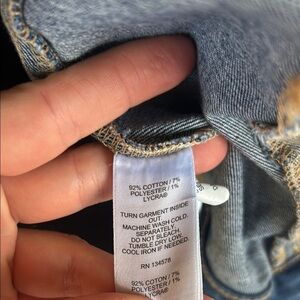 92% COTTON / 7%
POLYESTER / 1%
LYCRA®
TURN GARMENT INSIDE
OUT
MACHINE WASH COLD.
SEPARATELY.
DO NOT BLEACH.
TUMBLE DRY LOW.
COOL IRON IF NEEDED.
RN 134578
92% COTTON / 7%
POLYESTER / 1%
LYCRA®